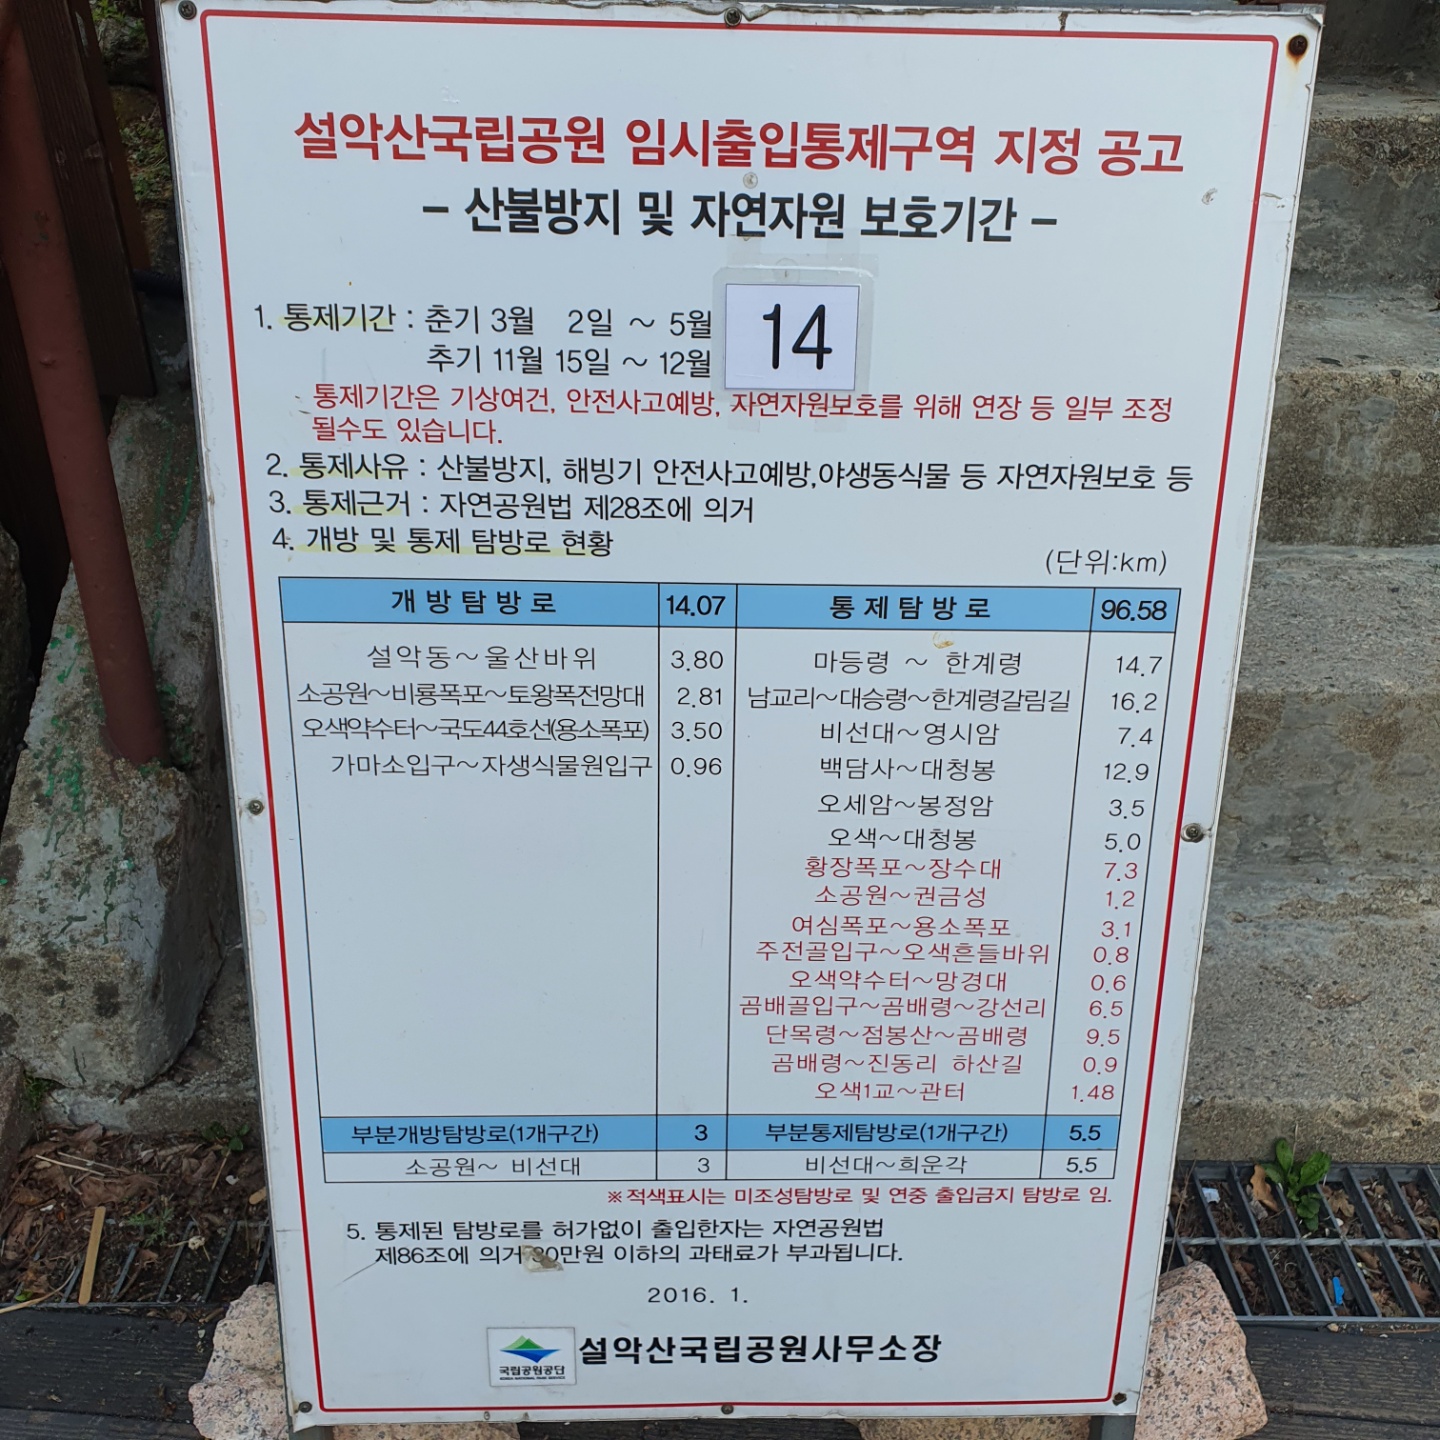 설악산국립공원 임시출입통제구역 지정 공고
- 산불방지 및 자연자원 보호기간 -
1. 통제기간 : 춘기 3월 2일 ~ 5월
14
추기 11월 15일 ~ 12월
통제기간은 기상여건, 안전사고예방, 자연자원보호를 위해 연장 등 일부 조정
될수도 있습니다.
2. 통제사유 : 산불방지, 해빙기 안전사고예방,야생동식물 등 자연자원보호 등
3. 통제근거 : 자연공원법 제28조에 의거
4. 개방 및 통제 탐방로 현황
(단위:km)
개방탐방로 14.07 통제탐방로 96.58
설악동~울산바위 3.80 마등령 ~ 한계령 14.7
소공원~비룡폭포~토왕폭전망대 2.81 남교리~대승령~한계령갈림길 16.2
오색약수터~국도44호선(용소폭포) 3.50 비선대~영시암 7.4
가마소입구~자생식물원입구 0.96 백담사~대청봉 12.9
오세암~봉정암 3.5
오색~대청봉 5.0
황장폭포~장수대 7.3
소공원~권금성 1.2
여심폭포~용소폭포 3.1
주전골입구~오색흔들바위 0.8
오색약수터~망경대 0.6
곰배골입구~곰배령~강선리 6.5
단목령~점봉산~곰배령 9.5
곰배령~진동리 하산길 0.9
오색1교~관터 1.48
부분개방탐방로(1개구간) 3 부분통제탐방로(1개구간) 5.5
소공원~ 비선대 3 비선대~희운각 5.5
※적색표시는 미조성탐방로 및 연중 출입금지 탐방로 임.
5. 통제된 탐방로를 허가없이 출입한자는 자연공원법
제86조에 의거 30만원 이하의 과태료가 부과됩니다.
2016. 1.
국립공원공단 설악산국립공원사무소장